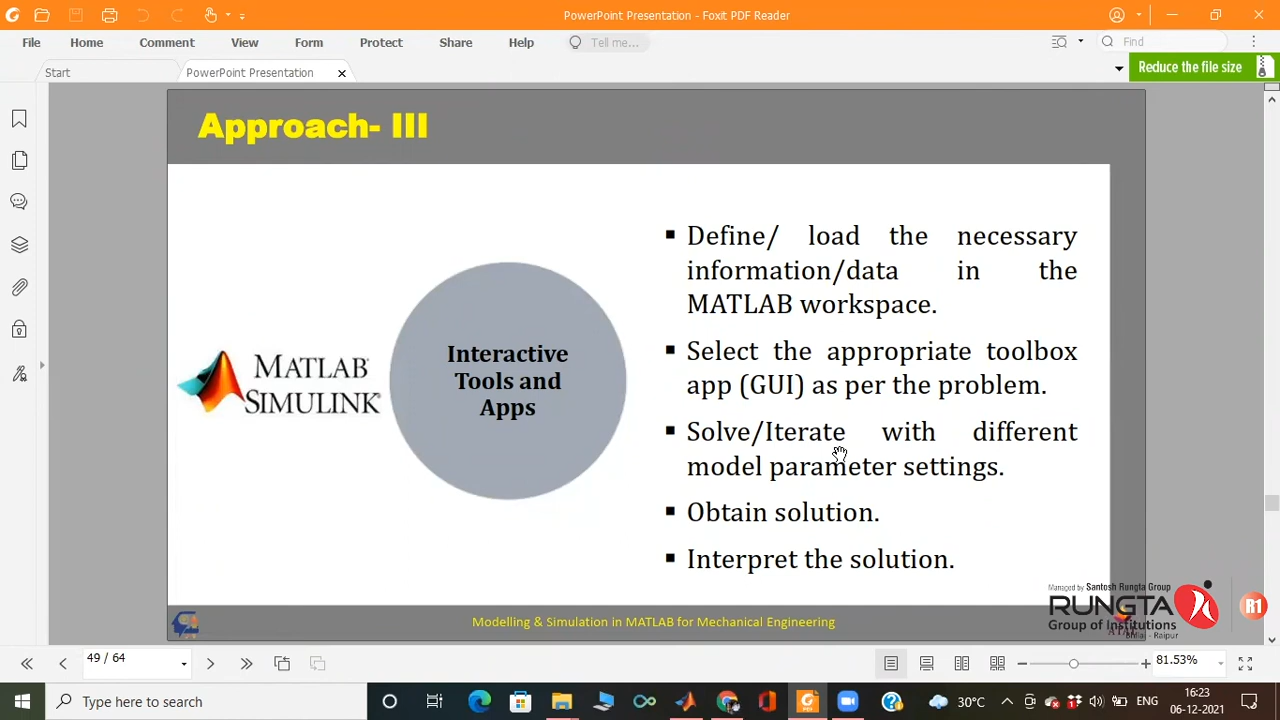 PowerPoint Presentation - Foxit PDF Reader
File Home Comment View Form Protect Share Help Tell me... Find
Start PowerPoint Presentation Reduce the file size
Approach- III
MATLAB
SIMULINK
Interactive
Tools and
Apps
▪ Define/ load the necessary
information/data in the
MATLAB workspace.
▪ Select the appropriate toolbox
app (GUI) as per the problem.
▪ Solve/Iterate with different
model parameter settings.
▪ Obtain solution.
▪ Interpret the solution.
Managed by Santosh Rungta Group
RUNGTA
Group of Institutions
Bhilai - Raipur
R1
Modelling & Simulation in MATLAB for Mechanical Engineering
49 / 64 81.53%
Type here to search 30°C ENG 16:23
06-12-2021